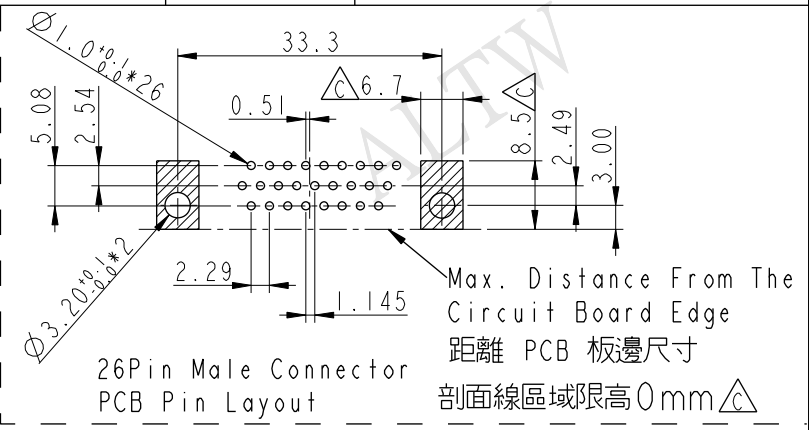 Ø1.0+0.1-0.0*26
33.3
C 6.7
C
5.08
2.54
0.51
8.5
2.49
3.00
ALTW
Ø3.20+0.1-0.0*2
2.29
1.145
Max. Distance From The
Circuit Board Edge
距離 PCB 板邊尺寸
26Pin Male Connector
PCB Pin Layout
剖面線區域限高0mm C